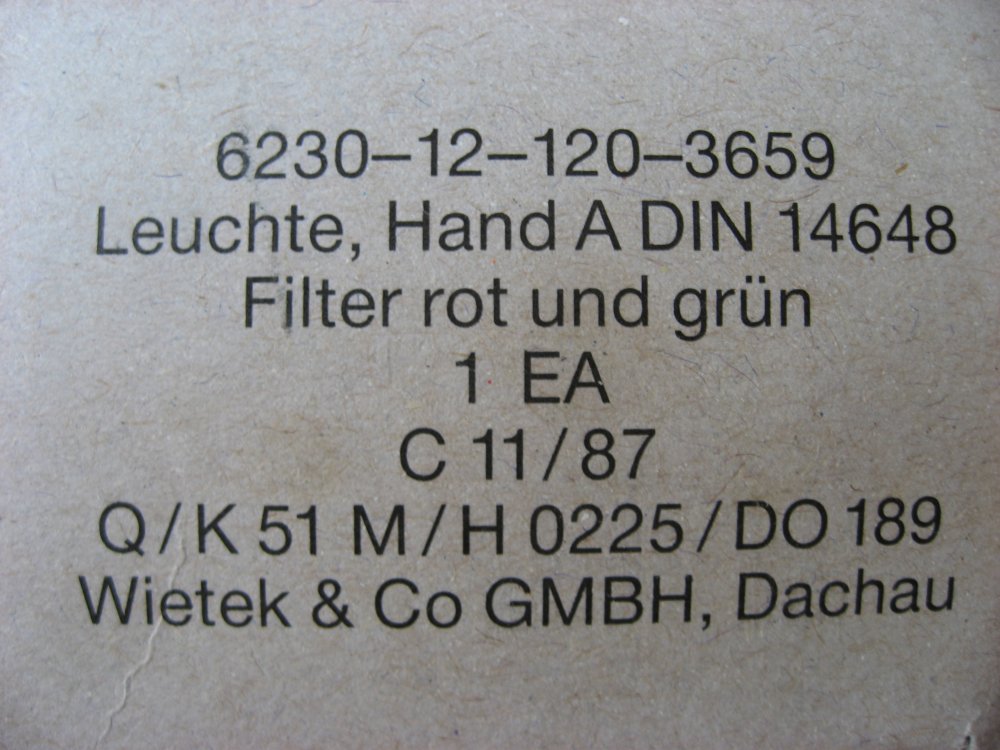 6230–12–120–3659
Leuchte, Hand A DIN 14648
Filter rot und grün
1 EA
C 11/87
Q/K 51 M/H 0225/DO 189
Wietek & Co GMBH, Dachau